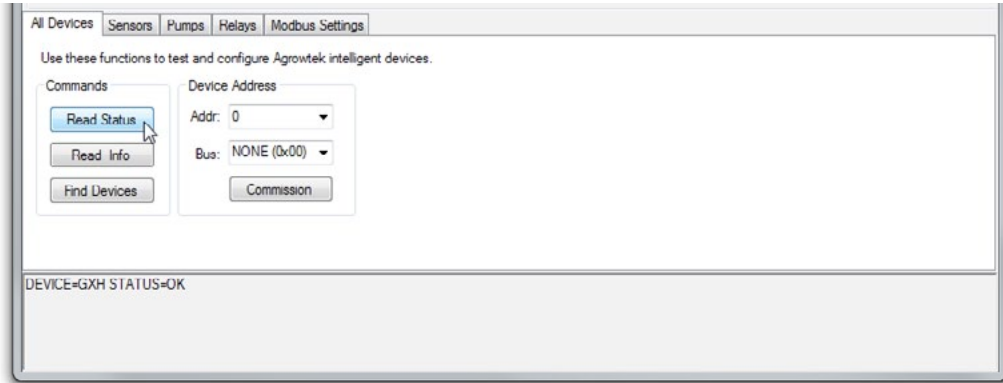 All Devices Sensors Pumps Relays Modbus Settings
Use these functions to test and configure Agrowtek intelligent devices.
Commands
Read Status
Read Info
Find Devices
Device Address
Addr: 0
Bus: NONE (0x00)
Commission
DEVICE=GXH STATUS=OK